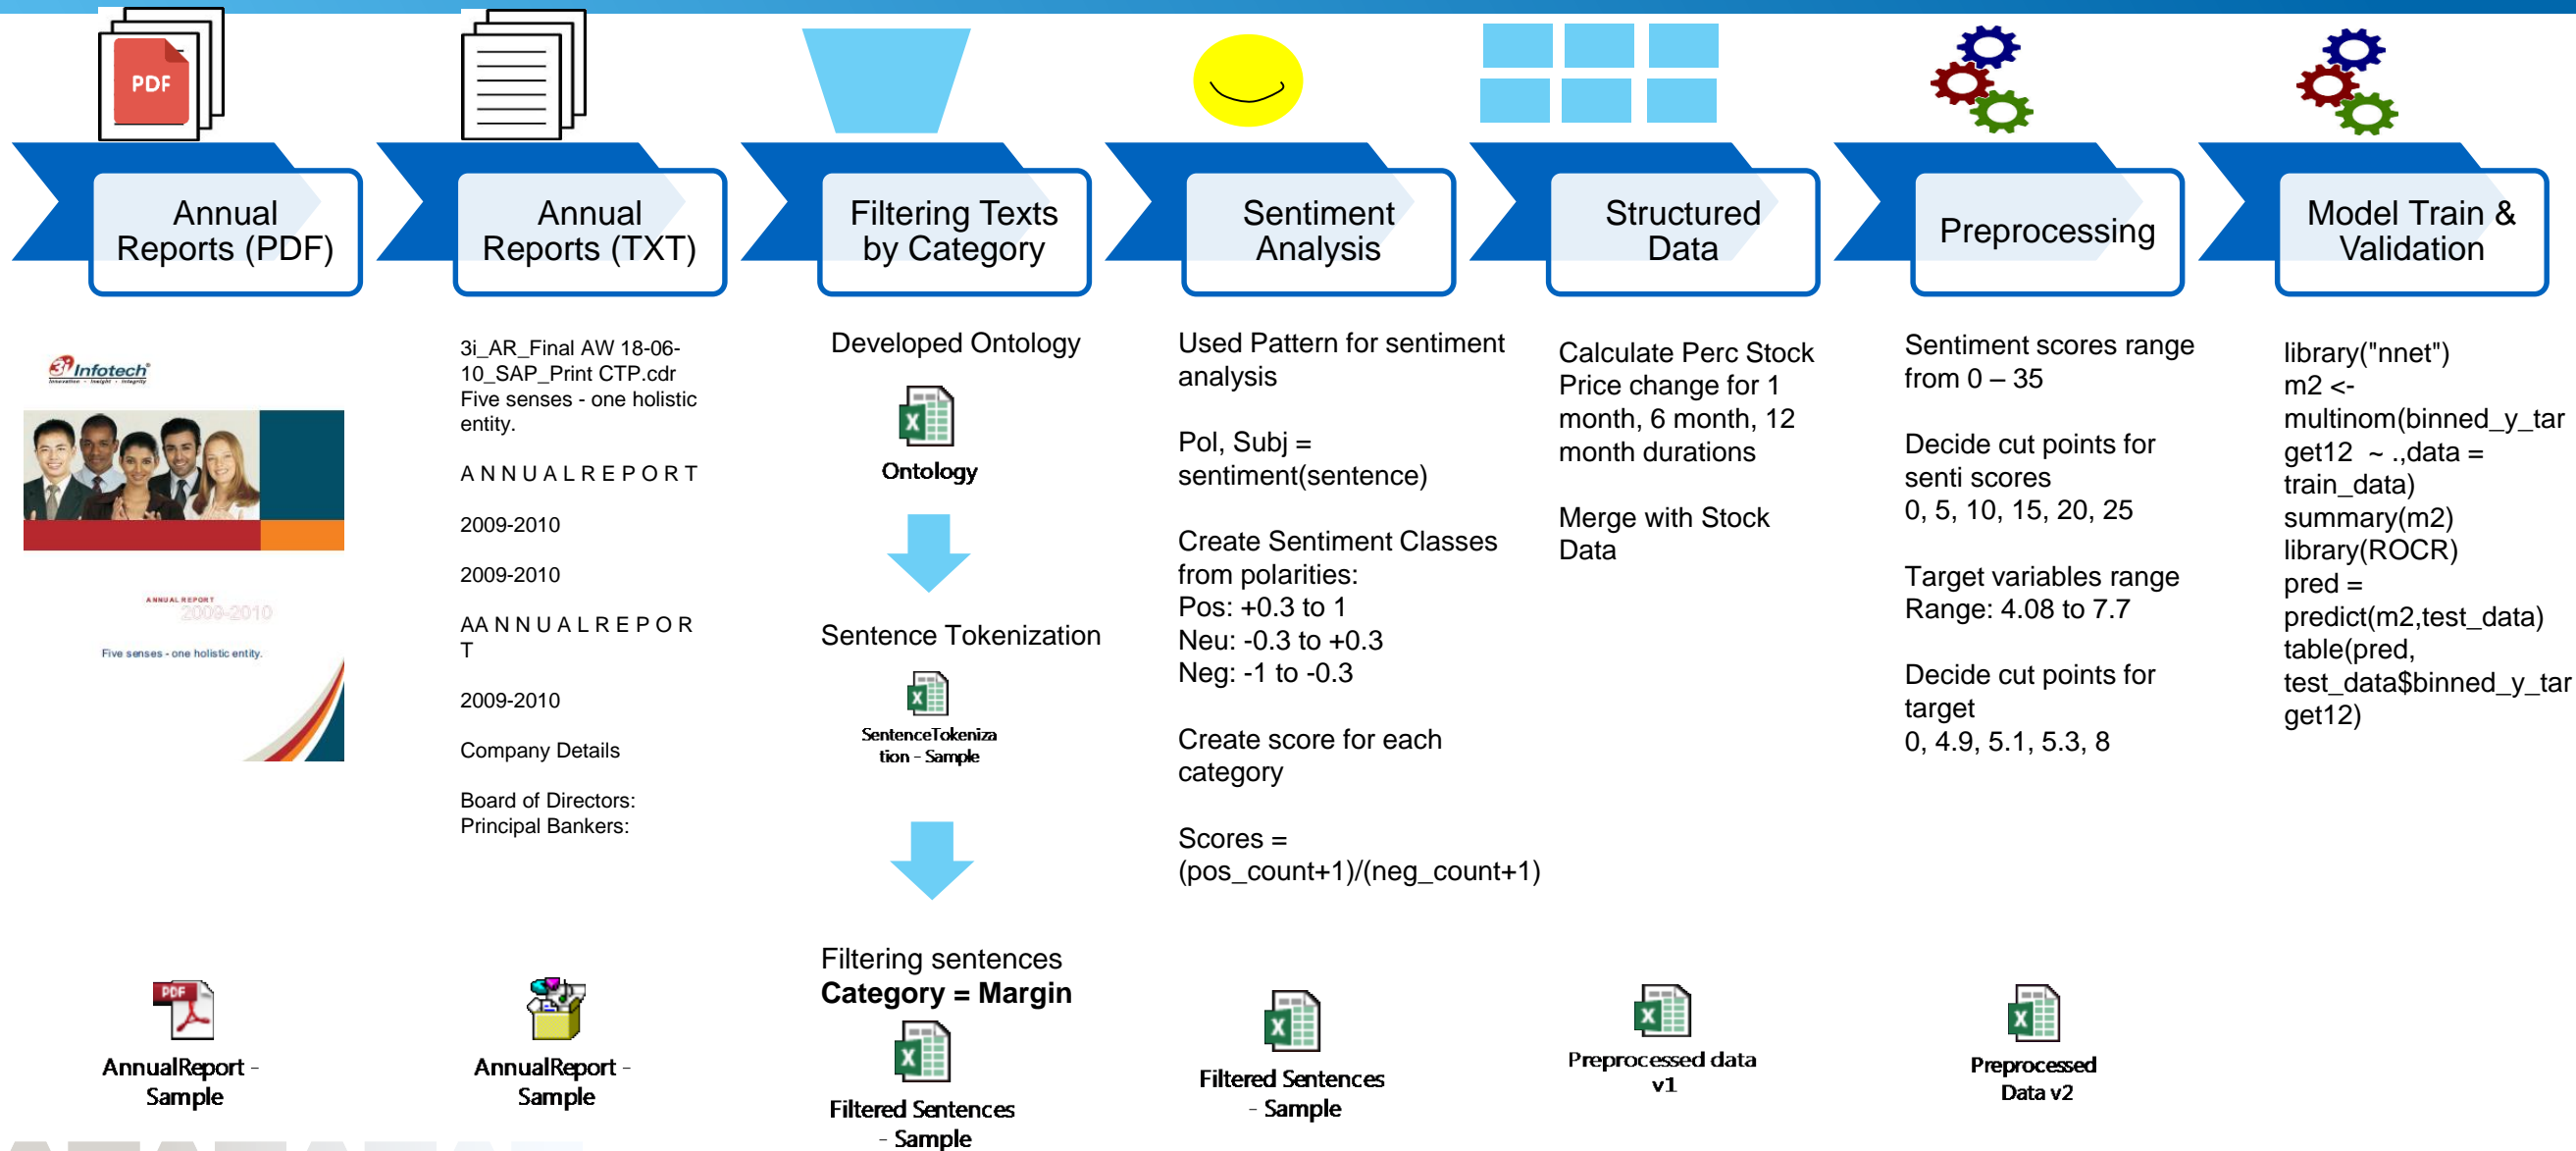 PDF
Annual
Reports (PDF)
3i Infotech
Innovation - Insight - Integrity
ANNUAL REPORT
2009-2010
Five senses - one holistic entity.
PDF
AnnualReport -
Sample
Annual
Reports (TXT)
3i_AR_Final AW 18-06-
10_SAP_Print CTP.cdr
Five senses - one holistic
entity.
A N N U A L R E P O R T
2009-2010
2009-2010
AA N N U A L R E P O R
T
2009-2010
Company Details
Board of Directors:
Principal Bankers:
AnnualReport -
Sample
Filtering Texts
by Category
Developed Ontology
X
Ontology
Sentence Tokenization
X
SentenceTokeniza
tion - Sample
Filtering sentences
Category = Margin
X
Filtered Sentences
- Sample
Sentiment
Analysis
Used Pattern for sentiment
analysis
Pol, Subj =
sentiment(sentence)
Create Sentiment Classes
from polarities:
Pos: +0.3 to 1
Neu: -0.3 to +0.3
Neg: -1 to -0.3
Create score for each
category
Scores =
(pos_count+1)/(neg_count+1)
X
Filtered Sentences
- Sample
Structured
Data
Calculate Perc Stock
Price change for 1
month, 6 month, 12
month durations
Merge with Stock
Data
X
Preprocessed data
v1
Preprocessing
Sentiment scores range
from 0 – 35
Decide cut points for
senti scores
0, 5, 10, 15, 20, 25
Target variables range
Range: 4.08 to 7.7
Decide cut points for
target
0, 4.9, 5.1, 5.3, 8
X
Preprocessed
Data v2
Model Train &
Validation
library("nnet")
m2 <-
multinom(binned_y_tar
get12 ~ .,data =
train_data)
summary(m2)
library(ROCR)
pred =
predict(m2,test_data)
table(pred,
test_data$binned_y_tar
get12)